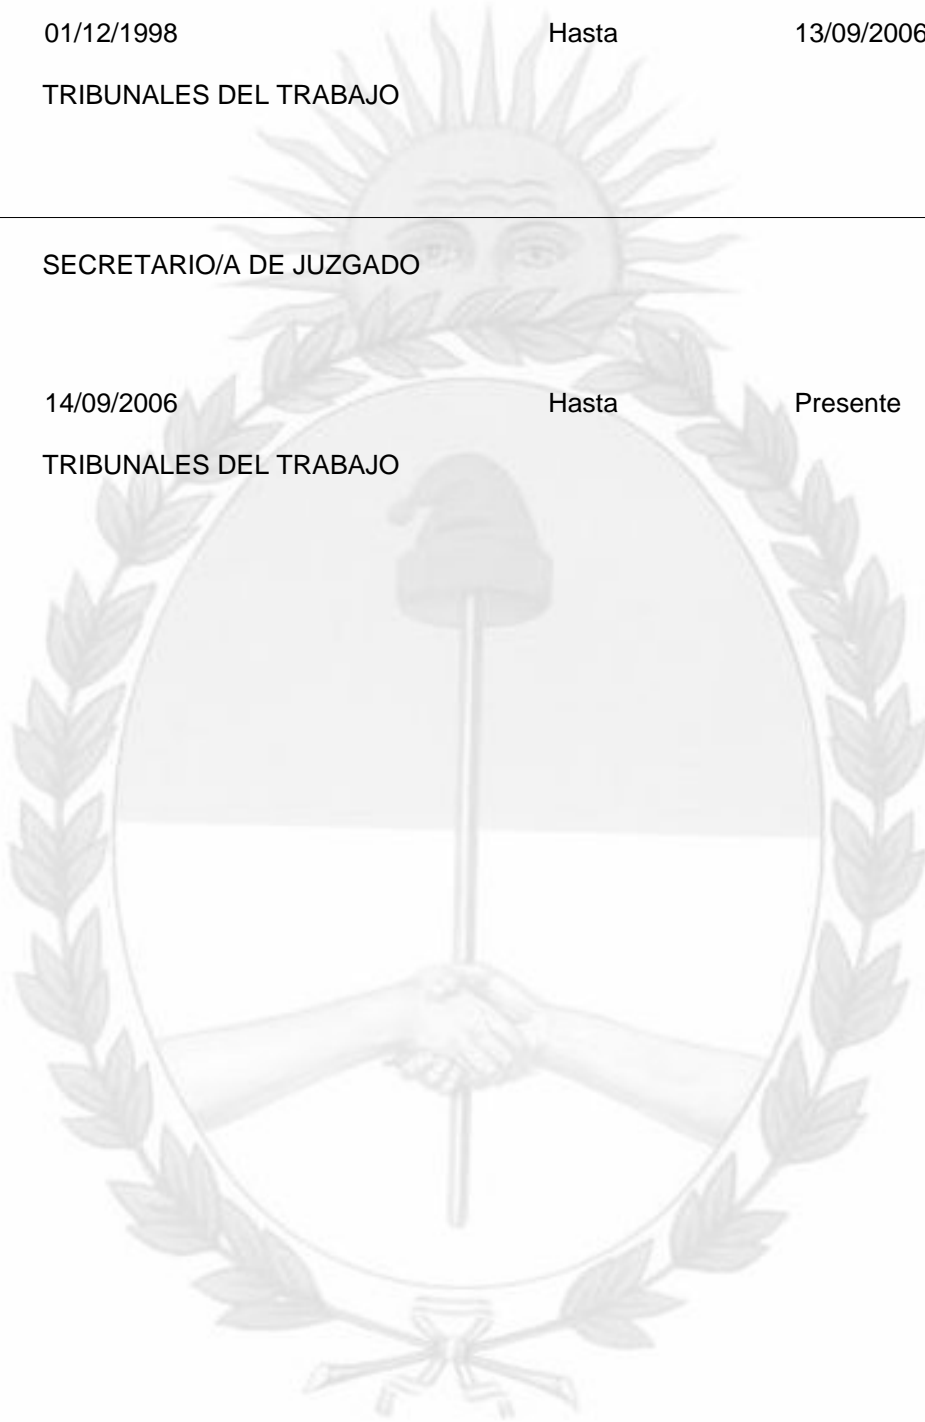 01/12/1998 Hasta 13/09/2006
TRIBUNALES DEL TRABAJO
SECRETARIO/A DE JUZGADO
14/09/2006 Hasta Presente
TRIBUNALES DEL TRABAJO